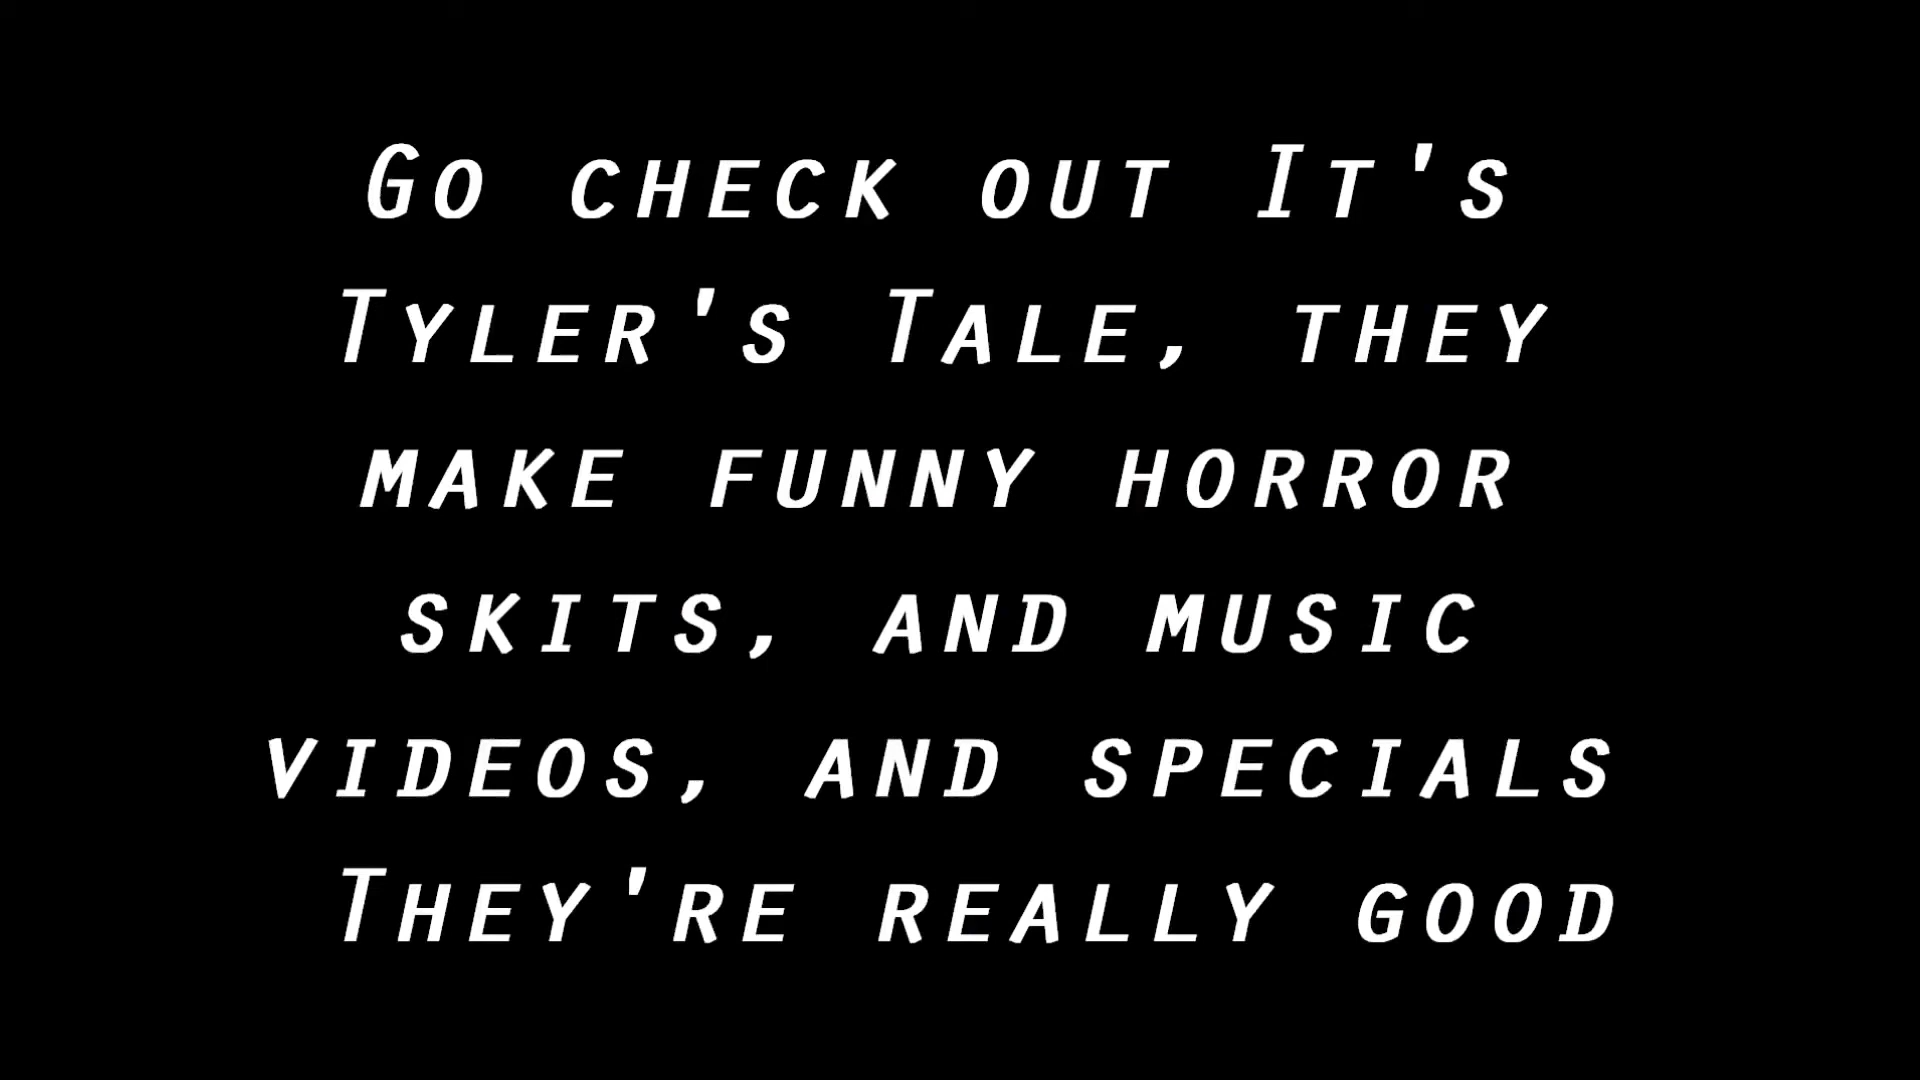 Go check out It's
Tyler's Tale, they
make funny horror
skits, and music
videos, and specials
They're really good